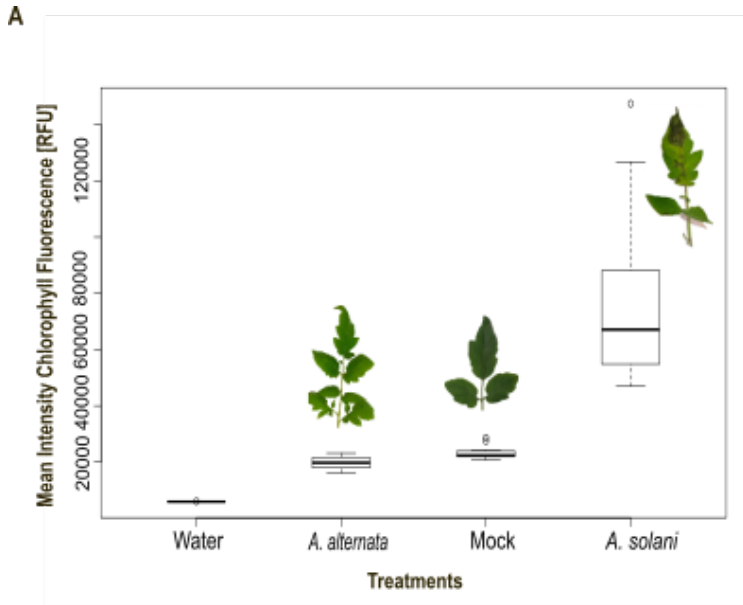 A
Mean Intensity Chlorophyll Fluorescence [RFU]
120000
80000
60000
40000
20000
Water
A. alternata
Mock
A. solani
Treatments